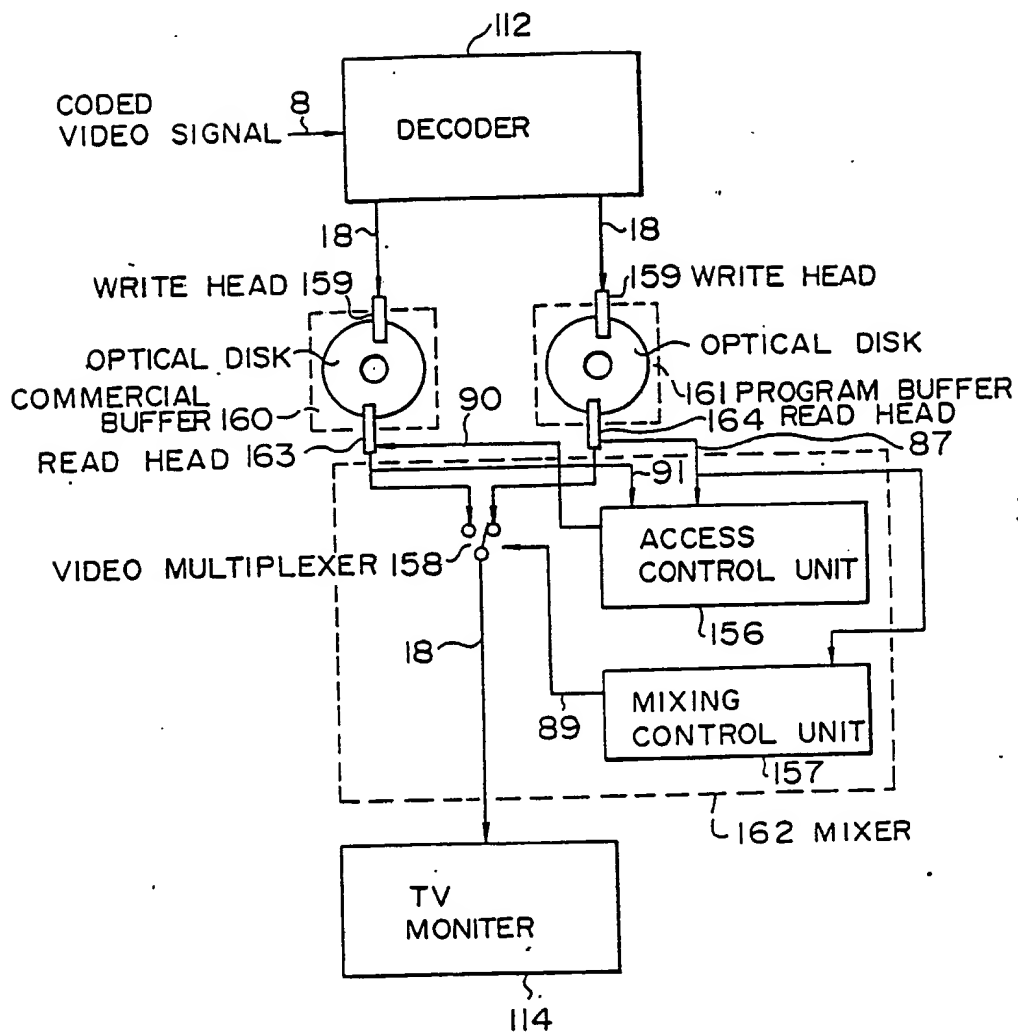 112
CODED
VIDEO SIGNAL
8
DECODER
18
18
WRITE HEAD 159
159 WRITE HEAD
OPTICAL DISK
OPTICAL DISK
COMMERCIAL
BUFFER 160
161 PROGRAM BUFFER
90
164 READ HEAD
READ HEAD 163
87
91
VIDEO MULTIPLEXER 158
ACCESS
CONTROL UNIT
156
18
89
MIXING
CONTROL UNIT
157
162 MIXER
TV
MONITER
114